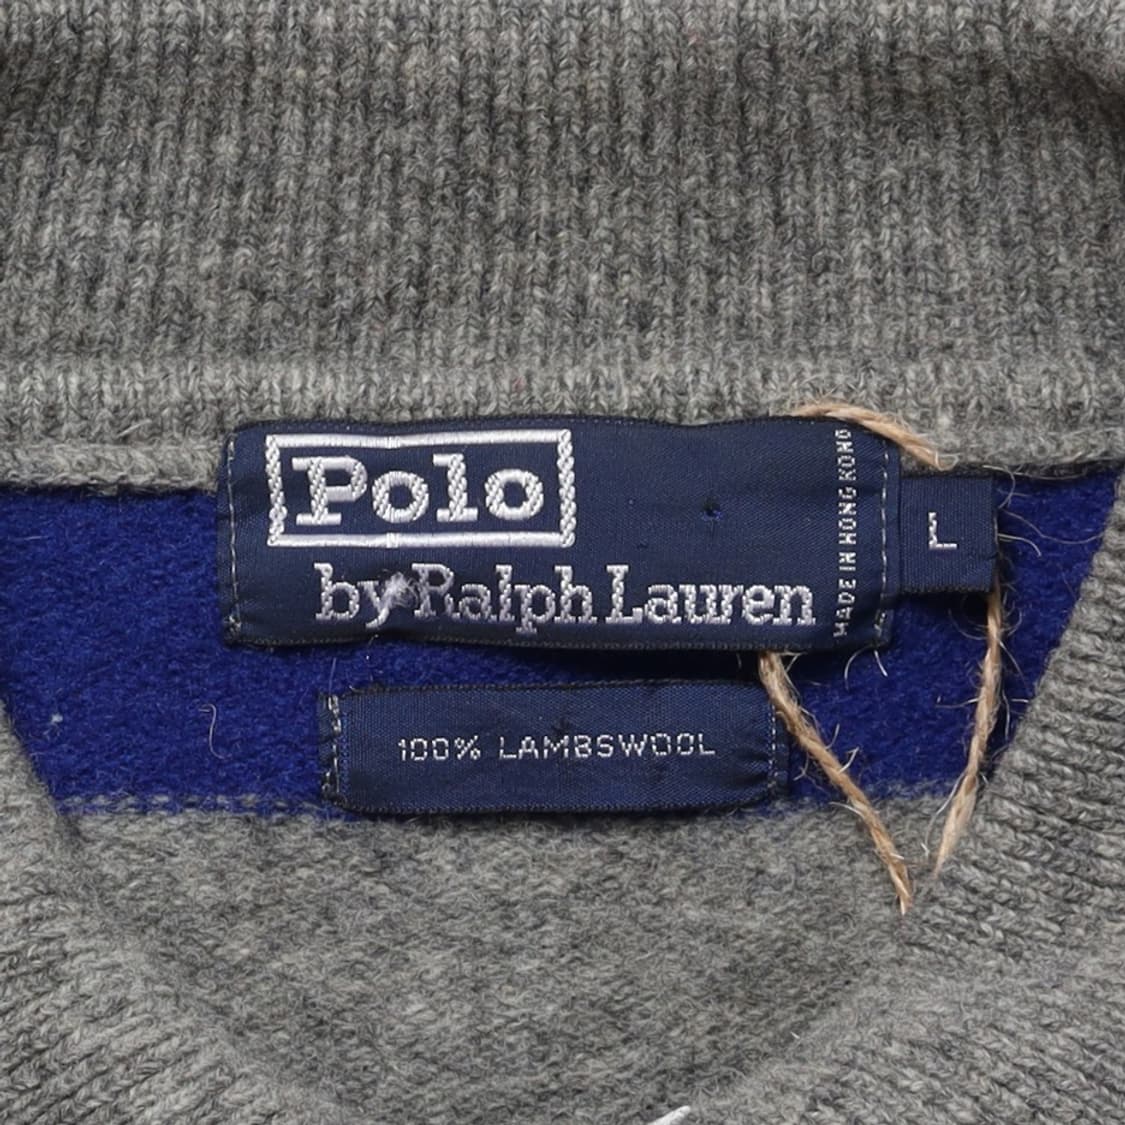 Polo
by Ralph Lauren
MADE IN HONG KONG
L
100% LAMBSWOOL